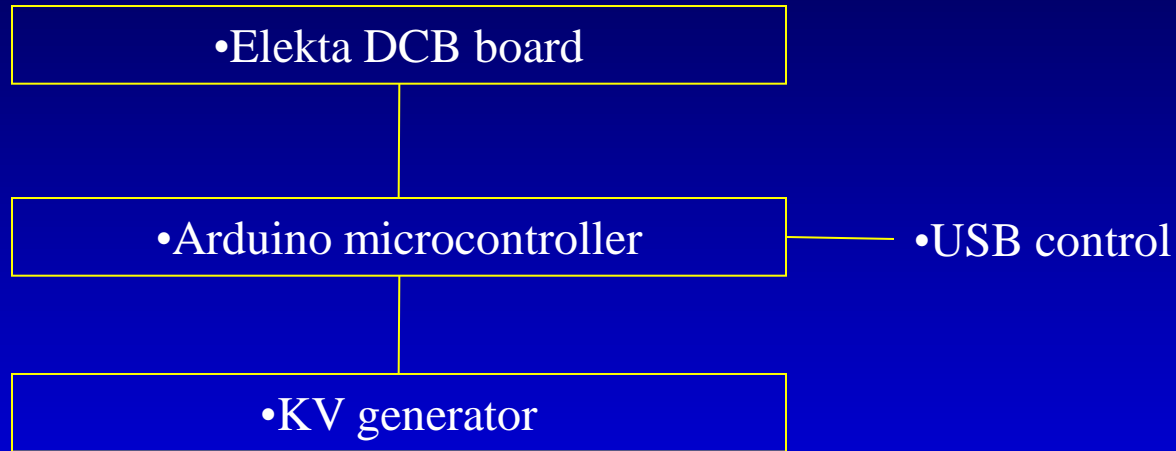 •Elekta DCB board
•Arduino microcontroller
•USB control
•KV generator